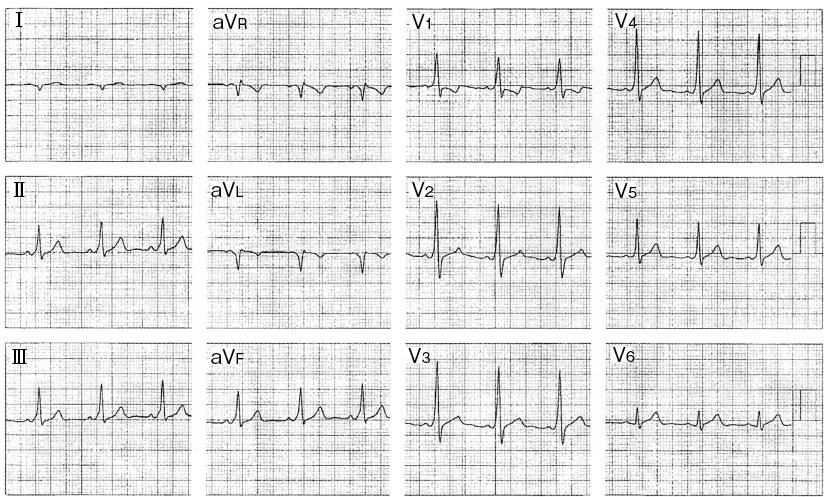 Ⅰ aVR V1 V4
Ⅱ aVL V2 V5
Ⅲ aVF V3 V6